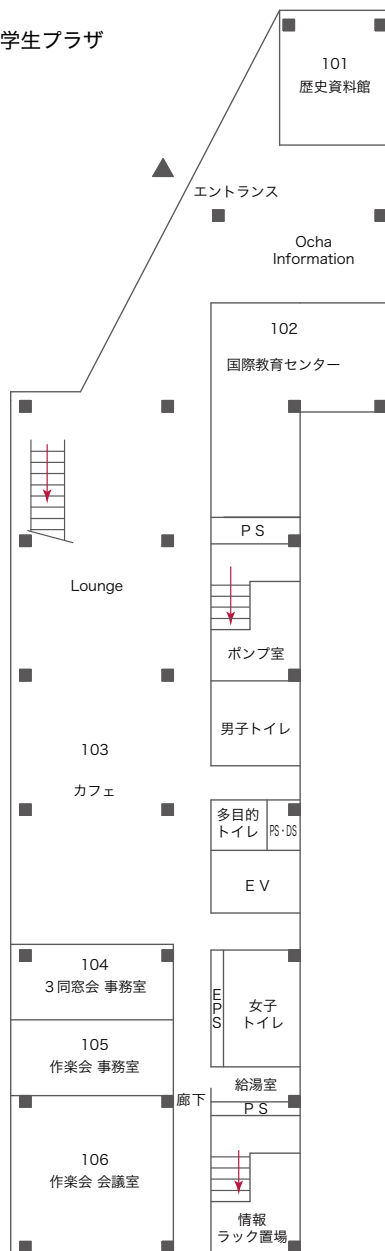 学生プラザ
101
歴史資料館
エントランス
Ocha
Information
102
国際教育センター
PS
Lounge
ポンプ室
男子トイレ
103
カフェ
多目的
トイレ
PS・DS
EV
104
3同窓会 事務室
EPS
女子
トイレ
105
作楽会 事務室
給湯室
廊下
PS
106
作楽会 会議室
情報
ラック置場